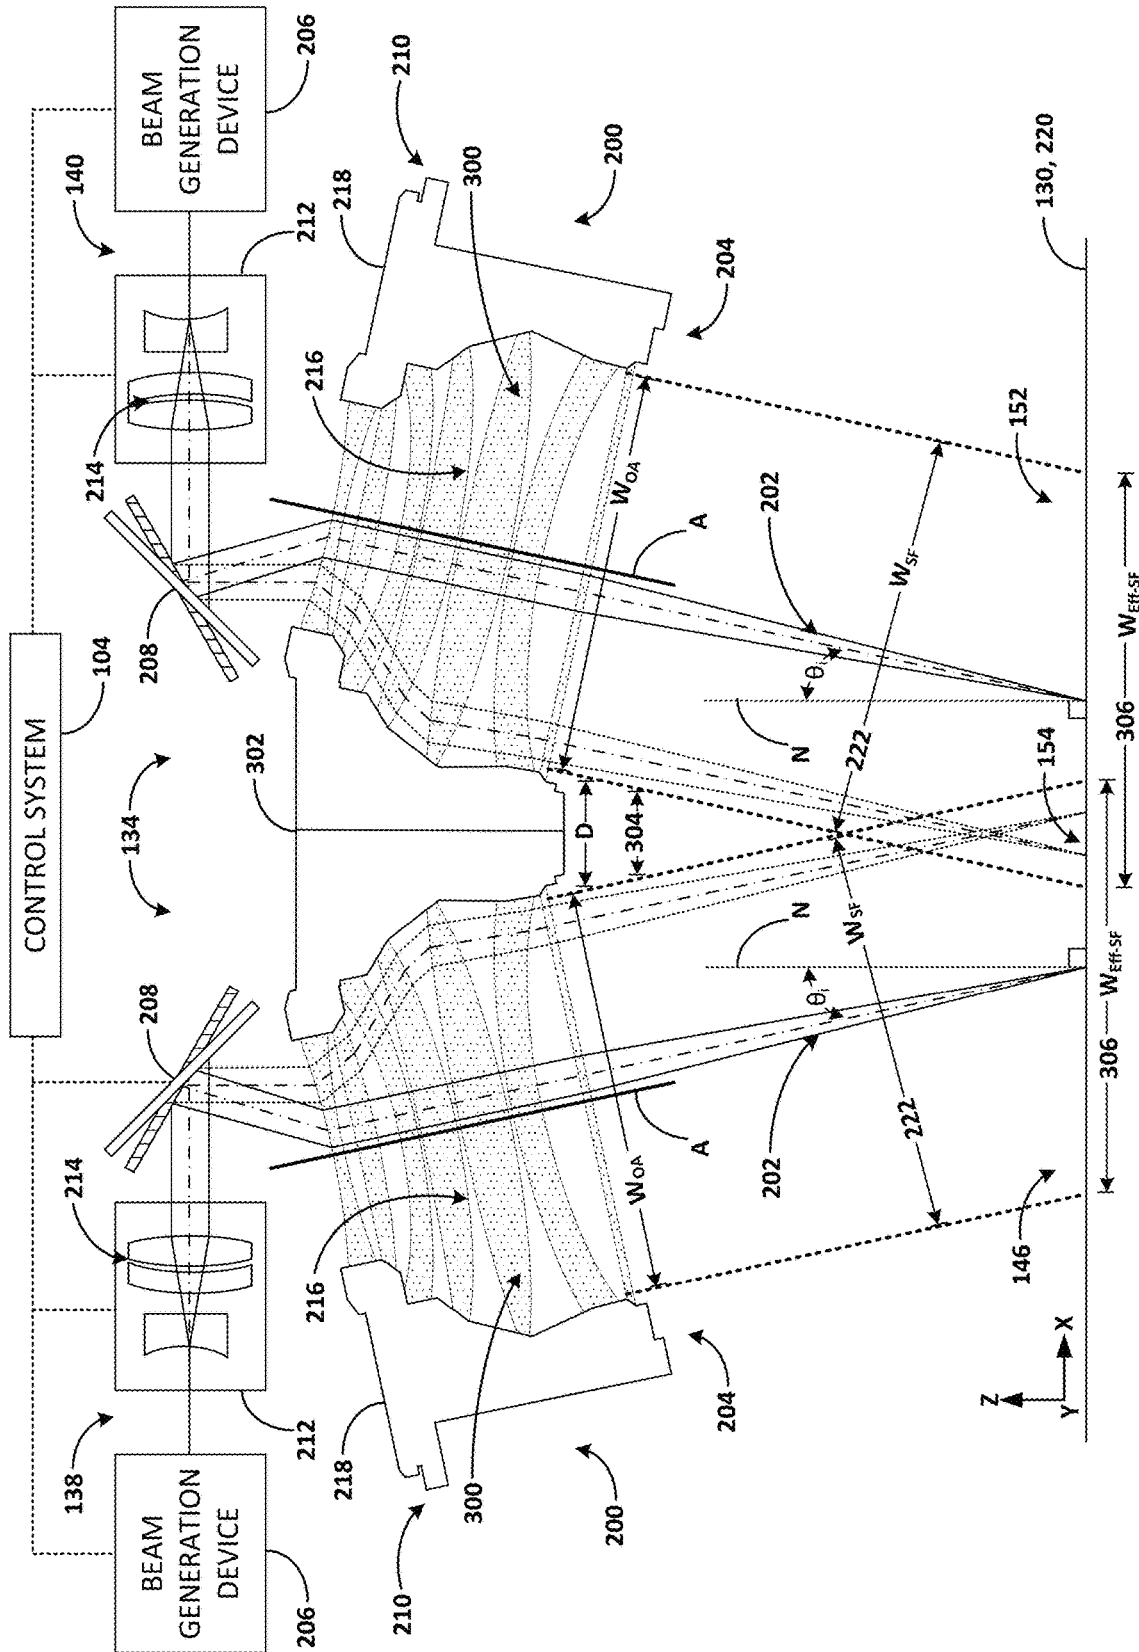 CONTROL SYSTEM
104
138
134
140
BEAM
GENERATION
DEVICE
BEAM
GENERATION
DEVICE
214
208
302
208
214
206
212
212
206
218
216
216
218
210
210
300
300
200
200
W_OA
D
W_OA
304
204
A
A
204
202
θ_i
N
N
θ_i
202
222
W_SF
222
W_SF
146
154
152
130, 220
Z
Y
X
306
W_Eff-SF
306
W_Eff-SF